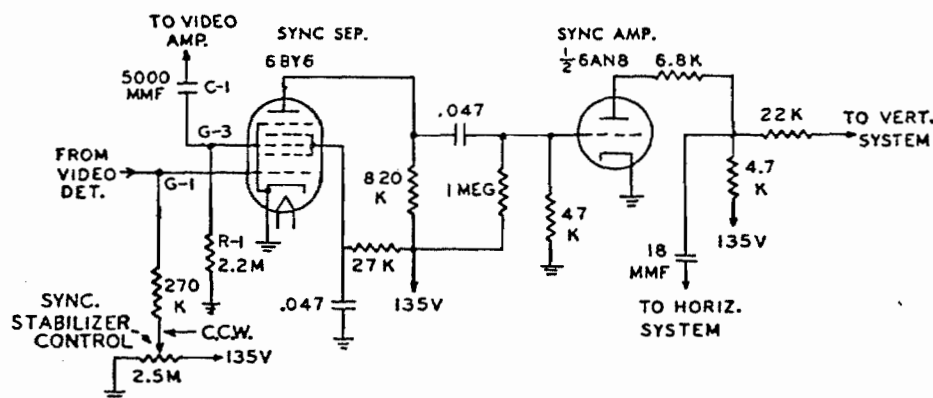 TO VIDEO
AMP.
5000
MMF
C-1
G-3
FROM
VIDEO
DET.
G-1
R-1
2.2M
270
K
SYNC.
STABILIZER
CONTROL
C.C.W.
135V
2.5M
SYNC SEP.
6BY6
.047
820
K
1 MEG
27K
.047
135V
SYNC AMP.
1/2 6AN8
6.8K
47
K
22K
TO VERT.
SYSTEM
4.7
K
135V
18
MMF
TO HORIZ.
SYSTEM